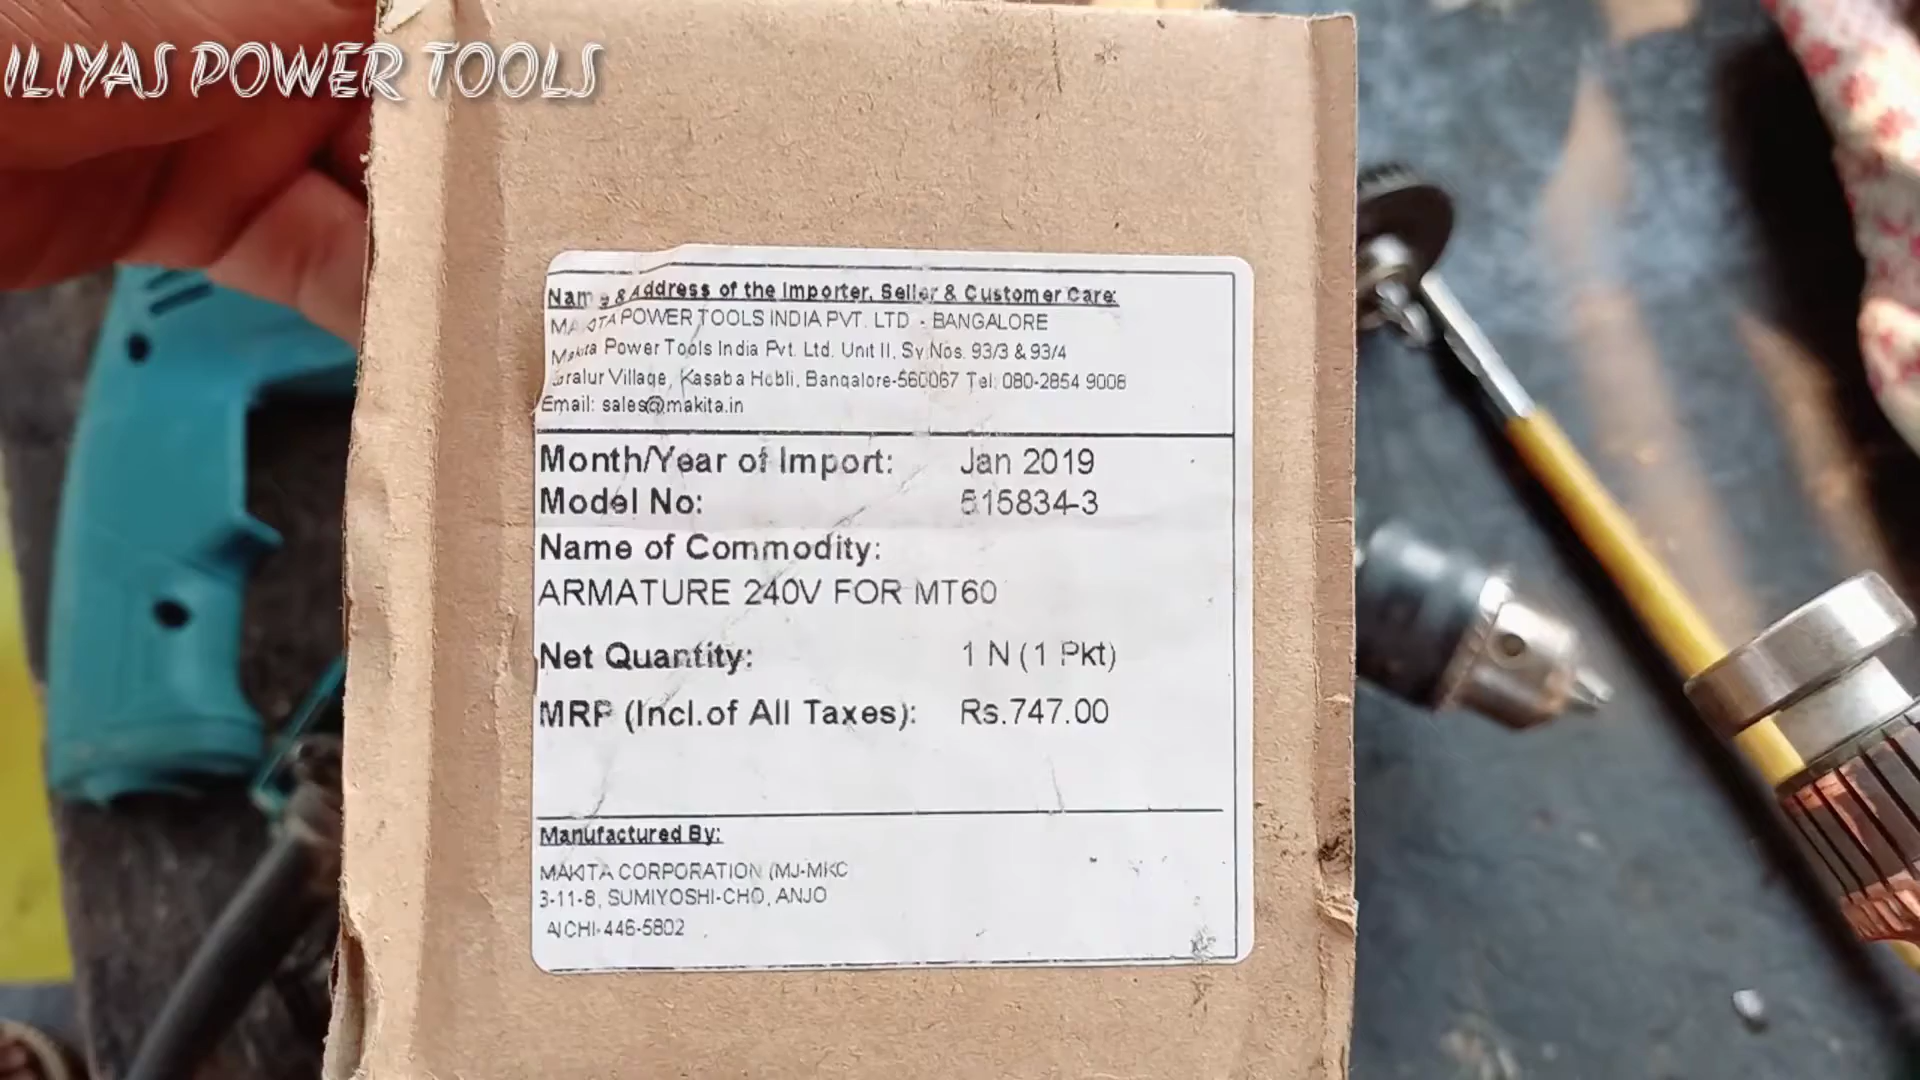 ILIYAS POWER TOOLS
Name & Address of the Importer, Seller & Customer Care:
MAKITA POWER TOOLS INDIA PVT. LTD - BANGALORE
Makita Power Tools India Pvt. Ltd. Unit II, Sy.Nos. 93/3 & 93/4
Village, Kasaba Hobli, Bangalore-560067 Tel: 080-2854 9008
Email: sales@makita.in
Month/Year of Import: Jan 2019
Model No: 515834-3
Name of Commodity:
ARMATURE 240V FOR MT60
Net Quantity: 1 N (1 Pkt)
MRP (Incl.of All Taxes): Rs.747.00
Manufactured By:
MAKITA CORPORATION (MJ-MKC
3-11-8, SUMIYOSHI-CHO, ANJO
AICHI-446-5802